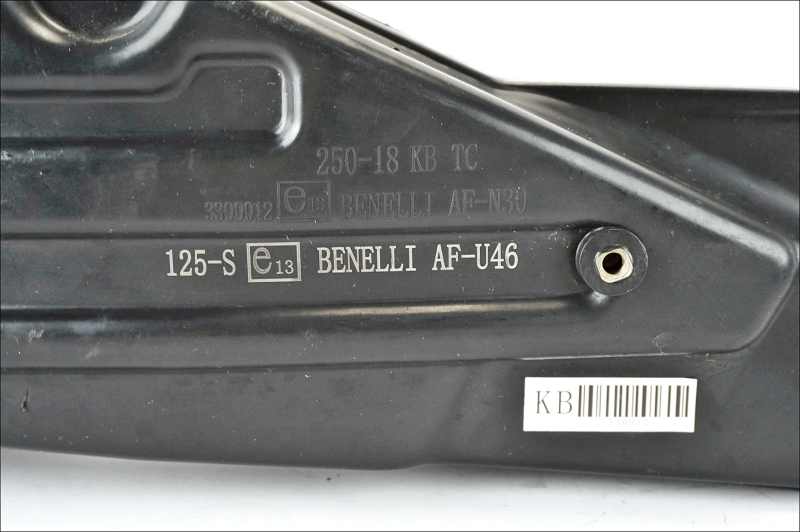 250-18 KB TC
3300012 e13 BENELLI AF-N30
125-S e13 BENELLI AF-U46
KB